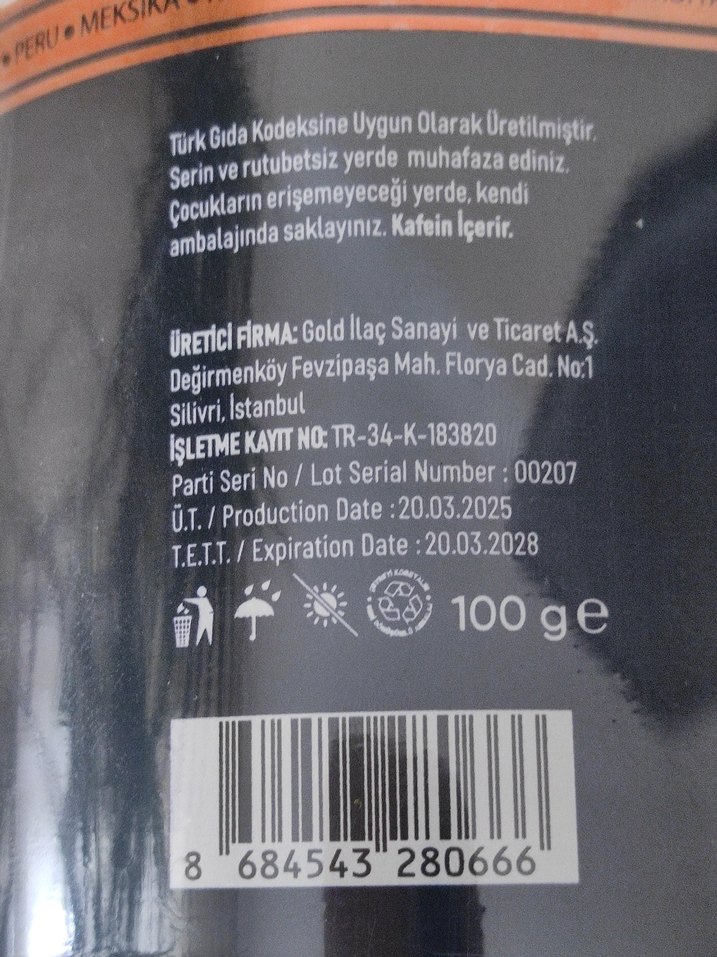 • PERU • MEKSİKA
Türk Gıda Kodeksine Uygun Olarak Üretilmiştir.
Serin ve rutubetsiz yerde muhafaza ediniz.
Çocukların erişemeyeceği yerde, kendi
ambalajında saklayınız. Kafein İçerir.
ÜRETİCİ FİRMA: Gold İlaç Sanayi ve Ticaret A.Ş.
Değirmenköy Fevzipaşa Mah. Florya Cad. No:1
Silivri, İstanbul
İŞLETME KAYIT NO: TR-34-K-183820
Parti Seri No / Lot Serial Number : 00207
Ü.T. / Production Date : 20.03.2025
T.E.T.T. / Expiration Date : 20.03.2028
100 g e
8 684543 280666